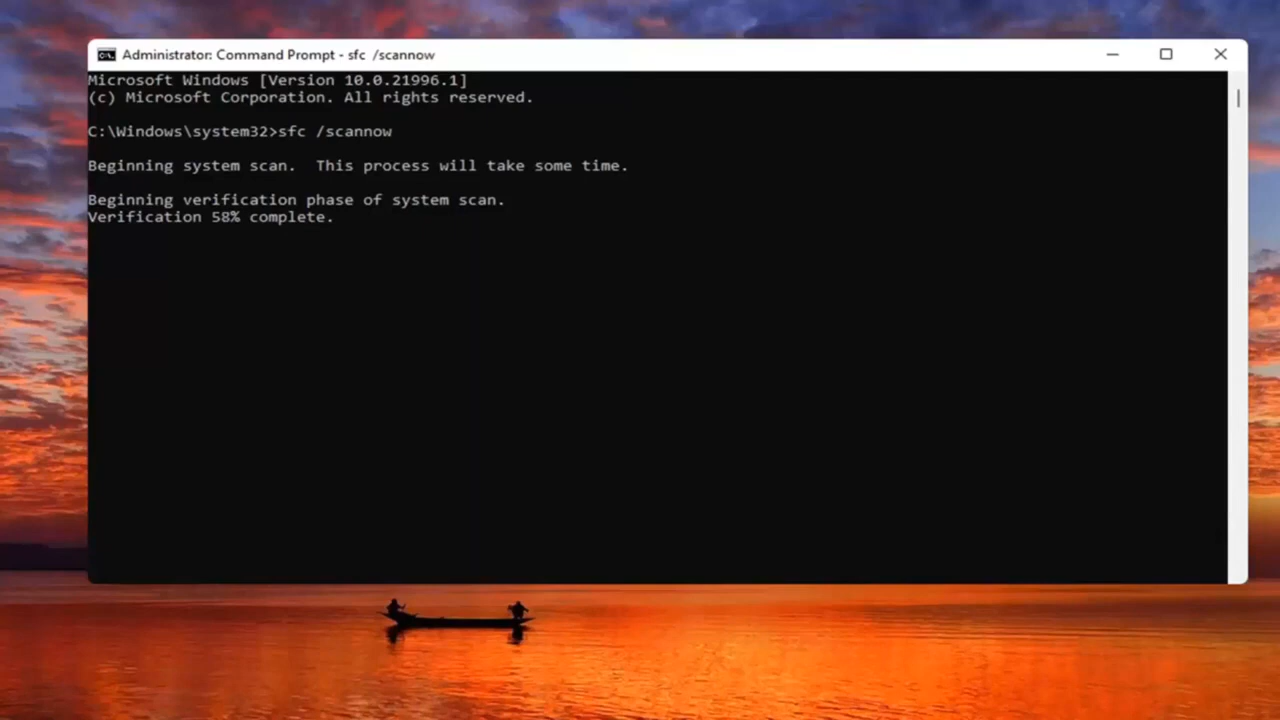 Administrator: Command Prompt - sfc /scannow
Microsoft Windows [Version 10.0.21996.1]
(c) Microsoft Corporation. All rights reserved.
C:\Windows\system32>sfc /scannow
Beginning system scan.  This process will take some time.
Beginning verification phase of system scan.
Verification 58% complete.